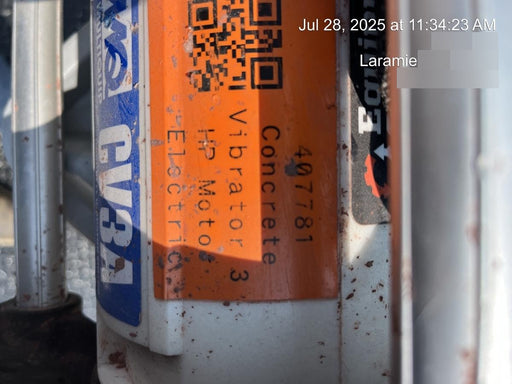 Jul 28, 2025 at 11:34:23 AM
Laramie
407781
Concrete
Vibrator 3
HP Motor
Electric
CV3A